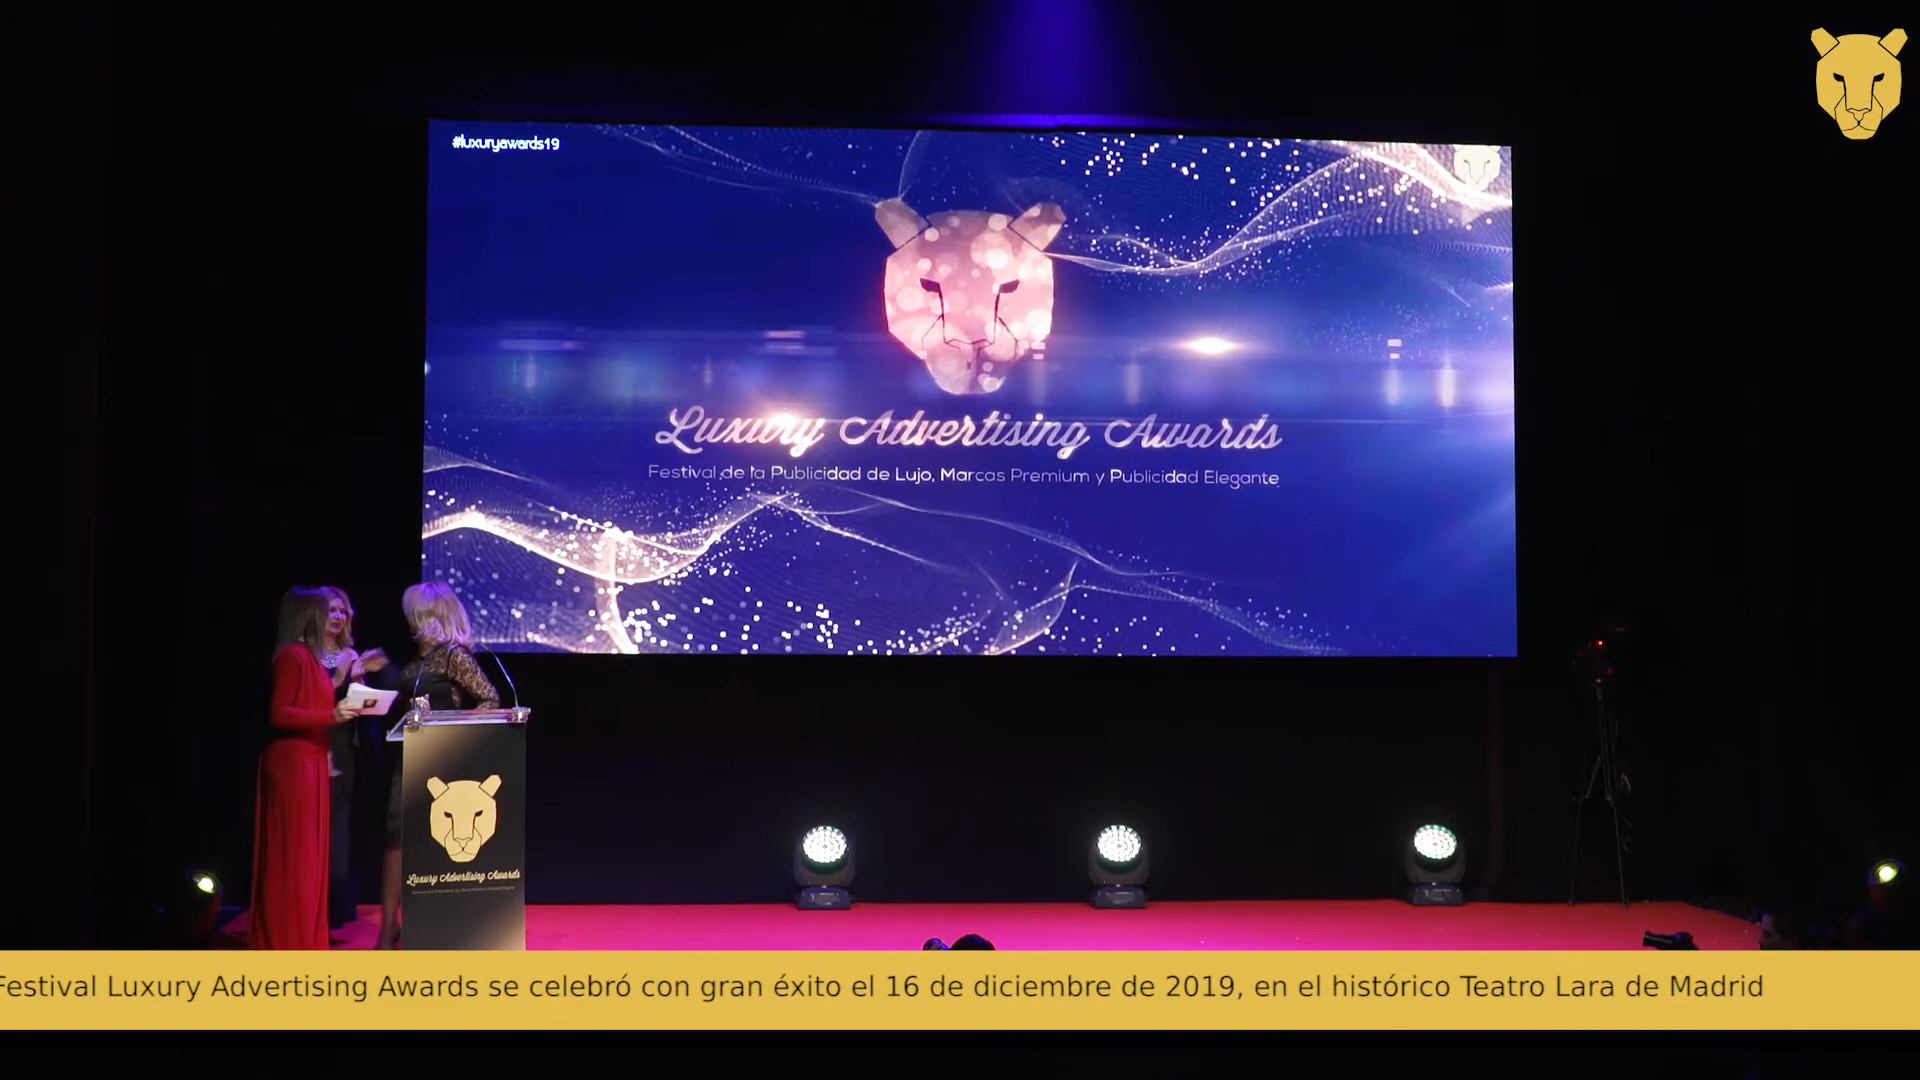 #luxuryawards19
Luxury Advertising Awards
Festival de la Publicidad de Lujo, Marcas Premium y Publicidad Elegante
Luxury Advertising Awards
Festival Luxury Advertising Awards se celebró con gran éxito el 16 de diciembre de 2019, en el histórico Teatro Lara de Madrid